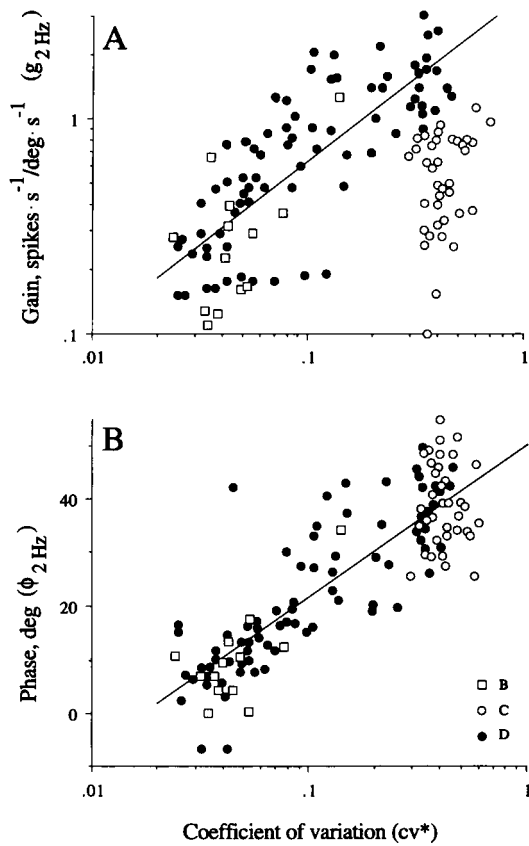 A
Gain, spikes·s⁻¹/deg·s⁻¹ (g₂ Hz)
1
.1
.01
.1
1
B
Phase, deg (ϕ₂ Hz)
40
20
0
□ B
○ C
● D
.01
.1
1
Coefficient of variation (cv*)